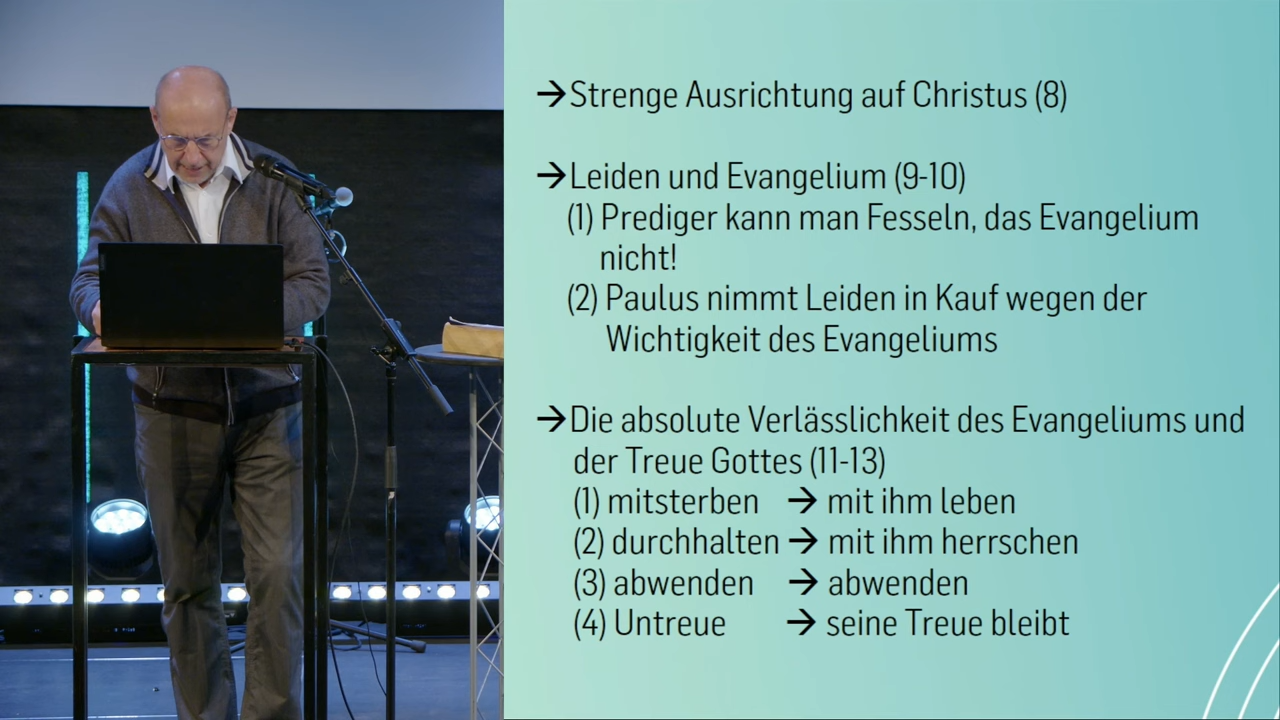 →Strenge Ausrichtung auf Christus (8)
→Leiden und Evangelium (9-10)
(1) Prediger kann man Fesseln, das Evangelium
nicht!
(2) Paulus nimmt Leiden in Kauf wegen der
Wichtigkeit des Evangeliums
→Die absolute Verlässlichkeit des Evangeliums und
der Treue Gottes (11-13)
(1) mitsterben → mit ihm leben
(2) durchhalten → mit ihm herrschen
(3) abwenden → abwenden
(4) Untreue → seine Treue bleibt